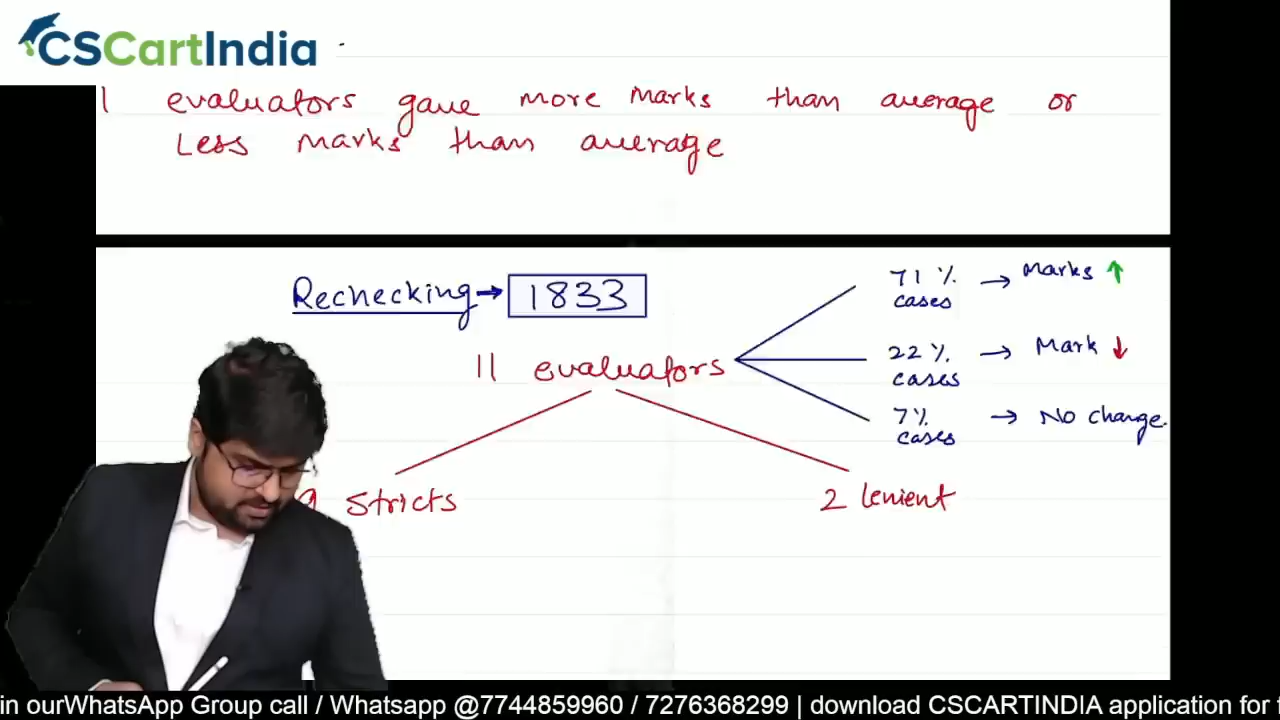 CSCartIndia
evaluators gave more marks than average or
Less marks than average
Rechecking → 1833
11 evaluators
71 % cases → Marks ↑
22 % cases → Mark ↓
7 % cases → No change.
9 stricts
2 lenient
in ourWhatsApp Group call / Whatsapp @7744859960 / 7276368299 | download CSCARTINDIA application for